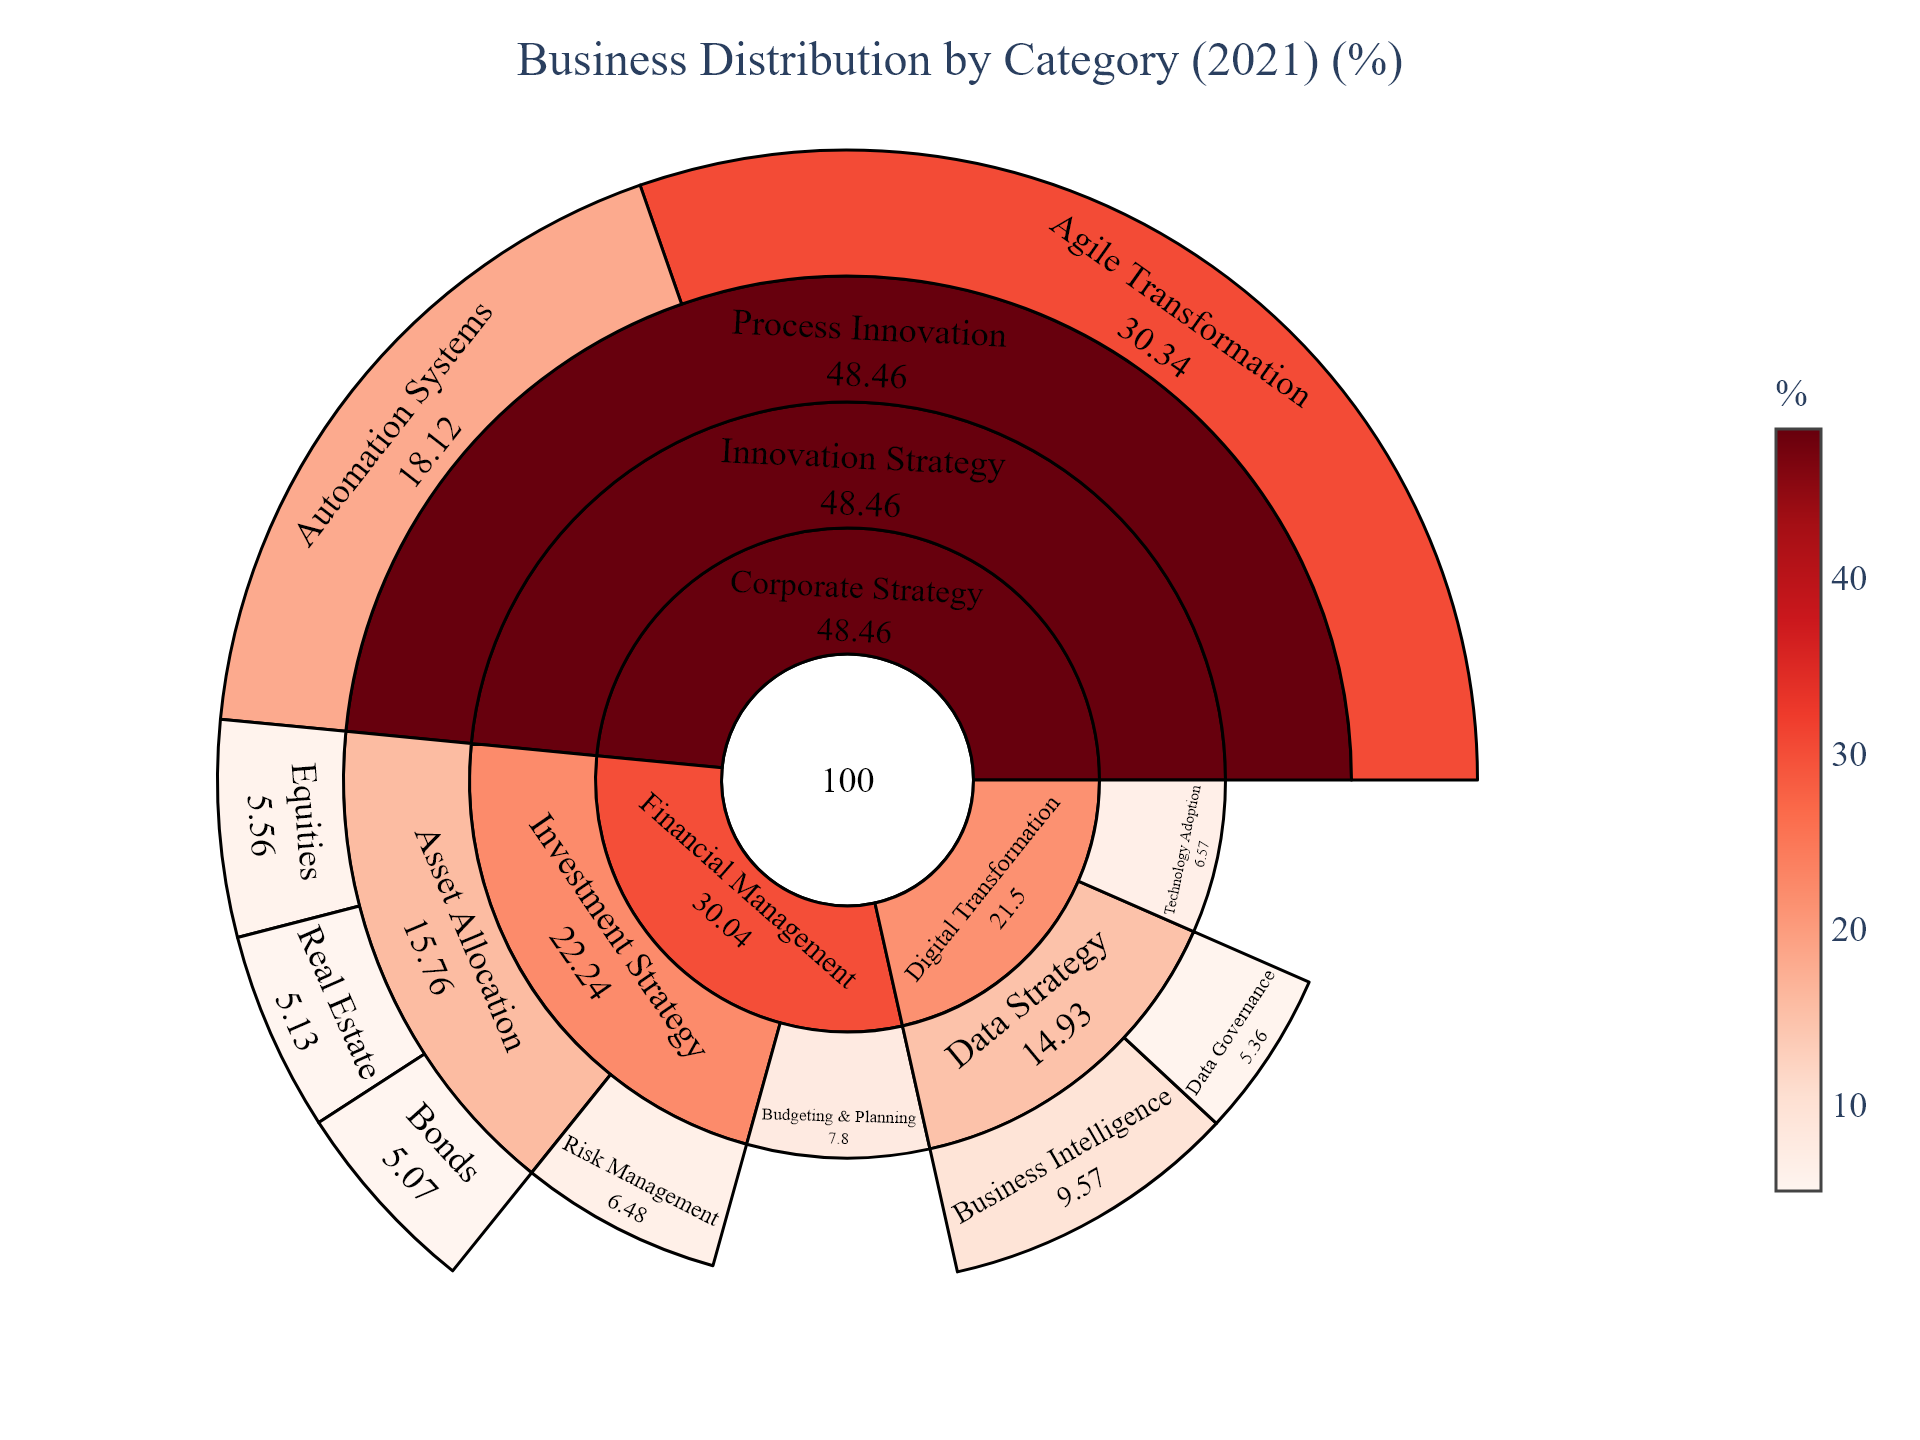 Business Distribution by Category (2021) (%)
Agile Transformation
30.34
Process Innovation
48.46
Automation Systems
18.12
Innovation Strategy
48.46
Corporate Strategy
48.46
100
Equities
5.56
Asset Allocation
15.76
Investment Strategy
22.24
Financial Management
30.04
Digital Transformation
21.5
Technology Adoption
6.57
Real Estate
5.13
Data Strategy
14.93
Data Governance
5.36
Bonds
5.07
Risk Management
6.48
Budgeting & Planning
7.8
Business Intelligence
9.57
%
40
30
20
10